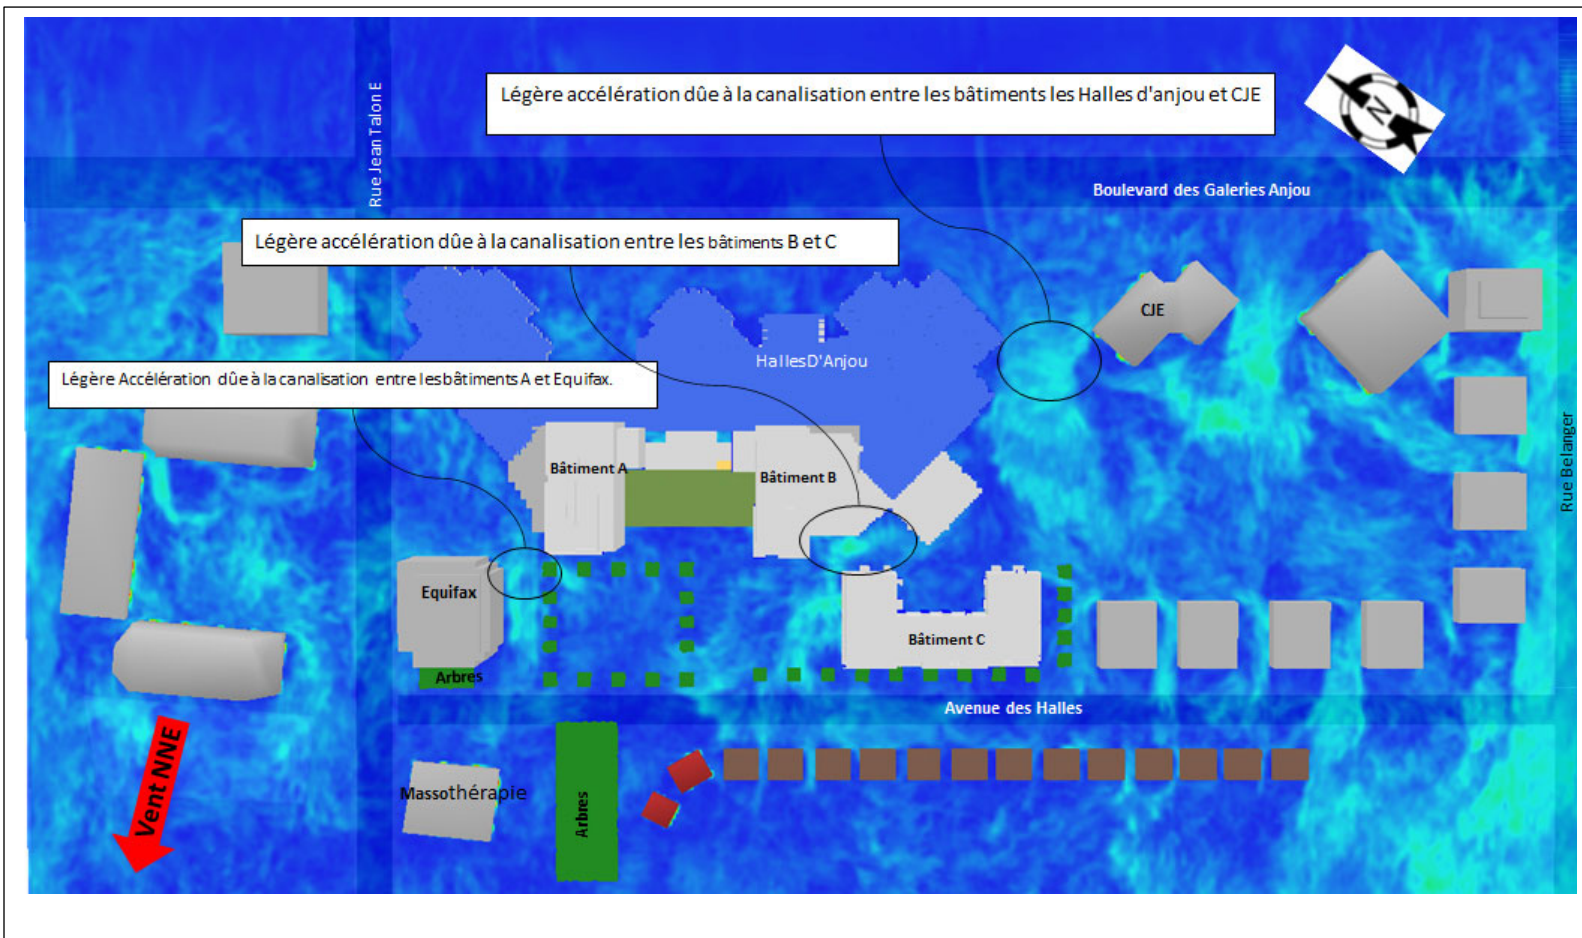 Légère accélération dûe à la canalisation entre les bâtiments les Halles d'anjou et CJE
N
Rue Jean Talon E
Boulevard des Galeries Anjou
Légère accélération dûe à la canalisation entre les bâtiments B et C
CJE
HallesD'Anjou
Légère Accélération dûe à la canalisation entre lesbâtiments A et Equifax.
Rue Belanger
Bâtiment A
Bâtiment B
Equifax
Bâtiment C
Arbres
Avenue des Halles
Vent NNE
Massothérapie
Arbres